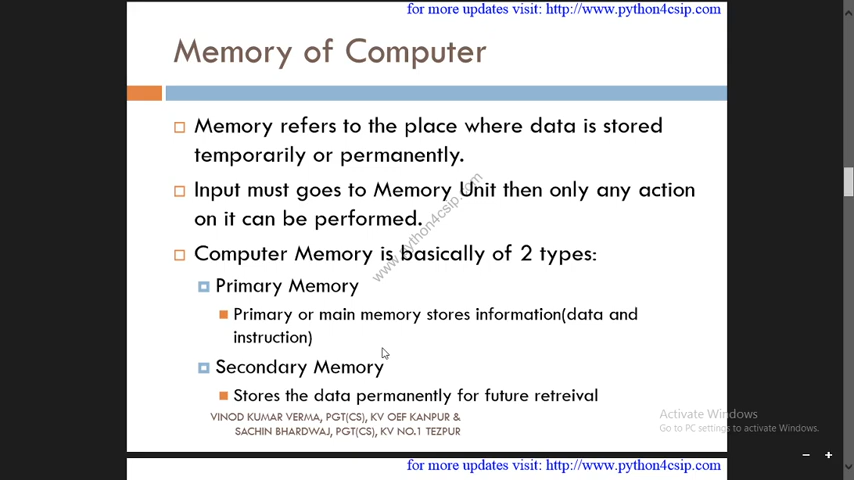 for more updates visit: http://www.python4csip.com
Memory of Computer
Memory refers to the place where data is stored
temporarily or permanently.
Input must goes to Memory Unit then only any action
on it can be performed.
Computer Memory is basically of 2 types:
Primary Memory
Primary or main memory stores information(data and
instruction)
Secondary Memory
Stores the data permanently for future retreival
VINOD KUMAR VERMA, PGT(CS), KV OEF KANPUR &
SACHIN BHARDWAJ, PGT(CS), KV NO.1 TEZPUR
www.python4csip.com
Activate Windows
Go to PC settings to activate Windows.
for more updates visit: http://www.python4csip.com